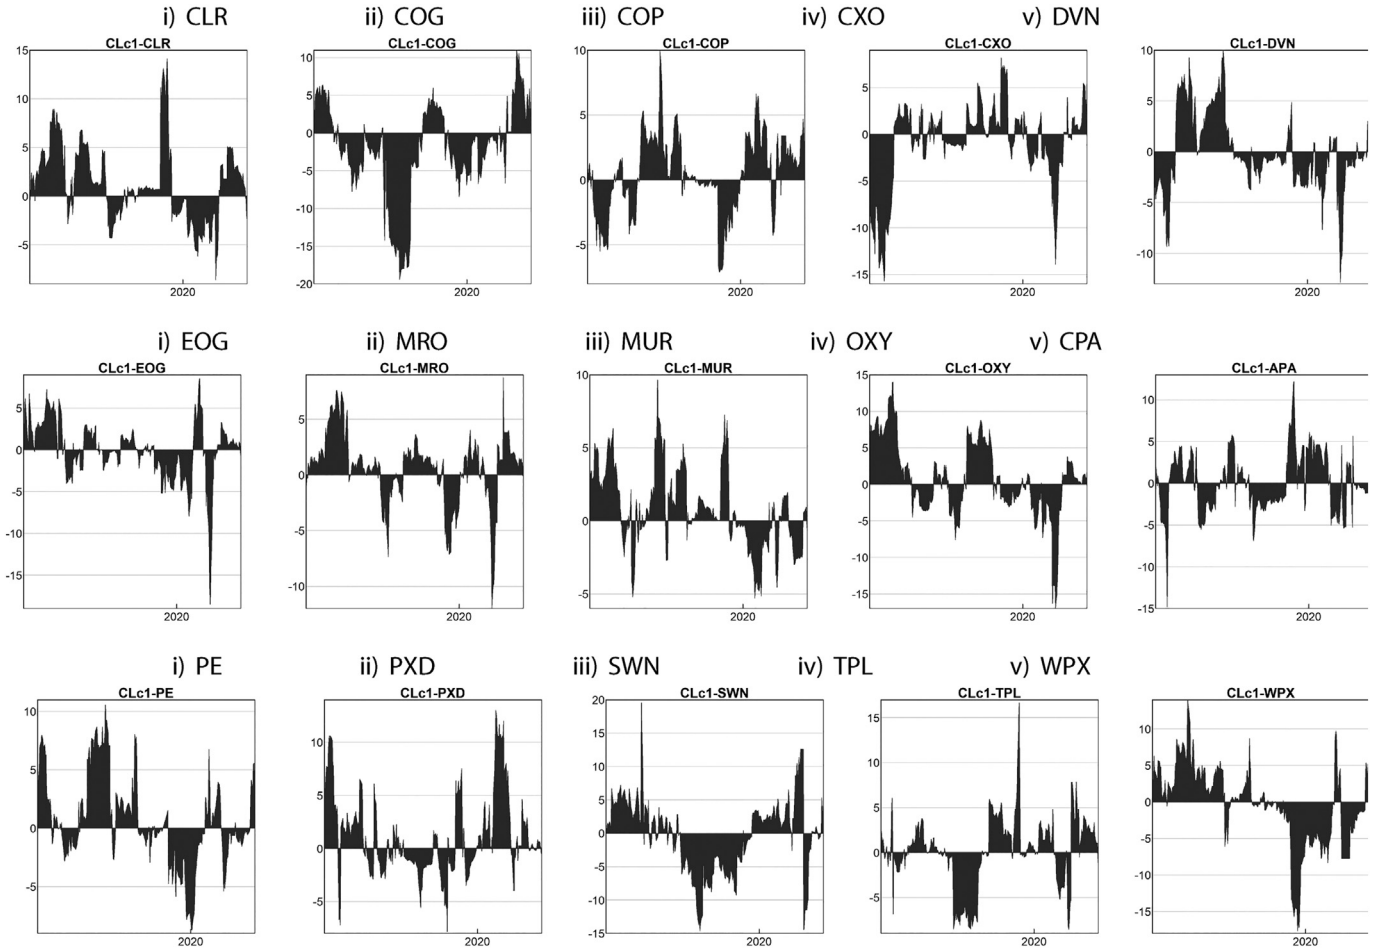 i) CLR ii) COG iii) COP iv) CXO v) DVN
CLc1-CLR CLc1-COG CLc1-COP CLc1-CXO CLc1-DVN
15 10 5 0 -5 2020
10 5 0 -5 -10 -15 -20 2020
10 5 0 -5 2020
5 0 -5 -10 -15 2020
10 5 0 -5 -10 2020
i) EOG ii) MRO iii) MUR iv) OXY v) CPA
CLc1-EOG CLc1-MRO CLc1-MUR CLc1-OXY CLc1-APA
5 0 -5 -10 -15 2020
5 0 -5 -10 2020
10 5 0 -5 2020
15 10 5 0 -5 -10 -15 2020
10 5 0 -5 -10 -15 2020
i) PE ii) PXD iii) SWN iv) TPL v) WPX
CLc1-PE CLc1-PXD CLc1-SWN CLc1-TPL CLc1-WPX
10 5 0 -5 2020
10 5 0 -5 2020
20 15 10 5 0 -5 -10 -15 2020
15 10 5 0 -5 2020
10 5 0 -5 -10 -15 2020